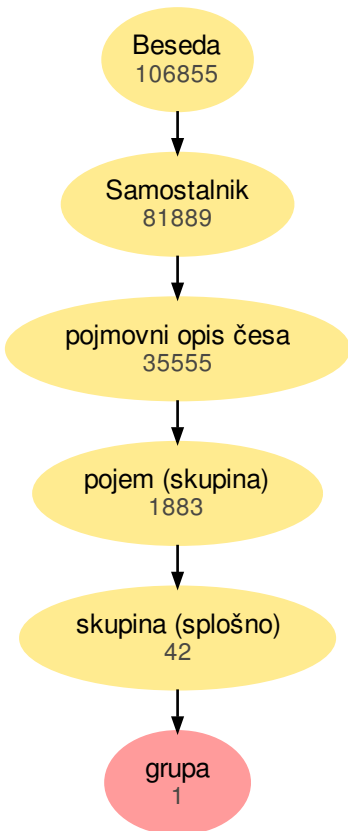 Beseda
106855
Samostalnik
81889
pojmovni opis česa
35555
pojem (skupina)
1883
skupina (splošno)
42
grupa
1